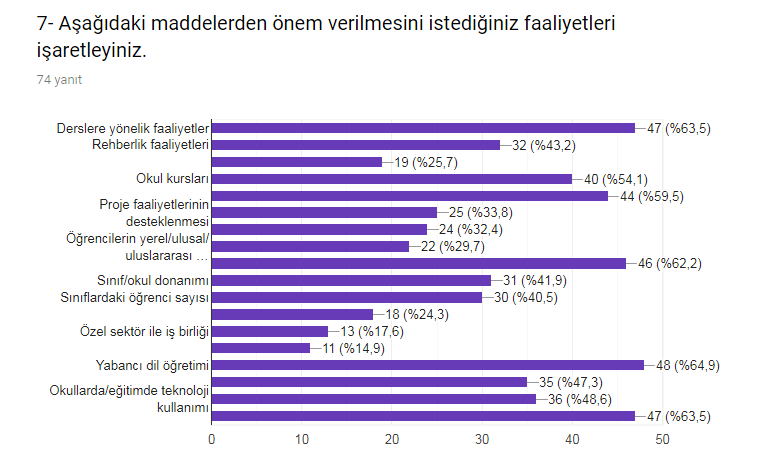 7- Aşağıdaki maddelerden önem verilmesini istediğiniz faaliyetleri
işaretleyiniz.
74 yanıt
Derslere yönelik faaliyetler 47 (%63,5)
Rehberlik faaliyetleri 32 (%43,2)
19 (%25,7)
Okul kursları 40 (%54,1)
44 (%59,5)
Proje faaliyetlerinin
desteklenmesi 25 (%33,8)
24 (%32,4)
Öğrencilerin yerel/ulusal/
uluslararası ... 22 (%29,7)
46 (%62,2)
Sınıf/okul donanımı 31 (%41,9)
Sınıflardaki öğrenci sayısı 30 (%40,5)
18 (%24,3)
Özel sektör ile iş birliği 13 (%17,6)
11 (%14,9)
Yabancı dil öğretimi 48 (%64,9)
35 (%47,3)
Okullarda/eğitimde teknoloji
kullanımı 36 (%48,6)
47 (%63,5)
0 10 20 30 40 50